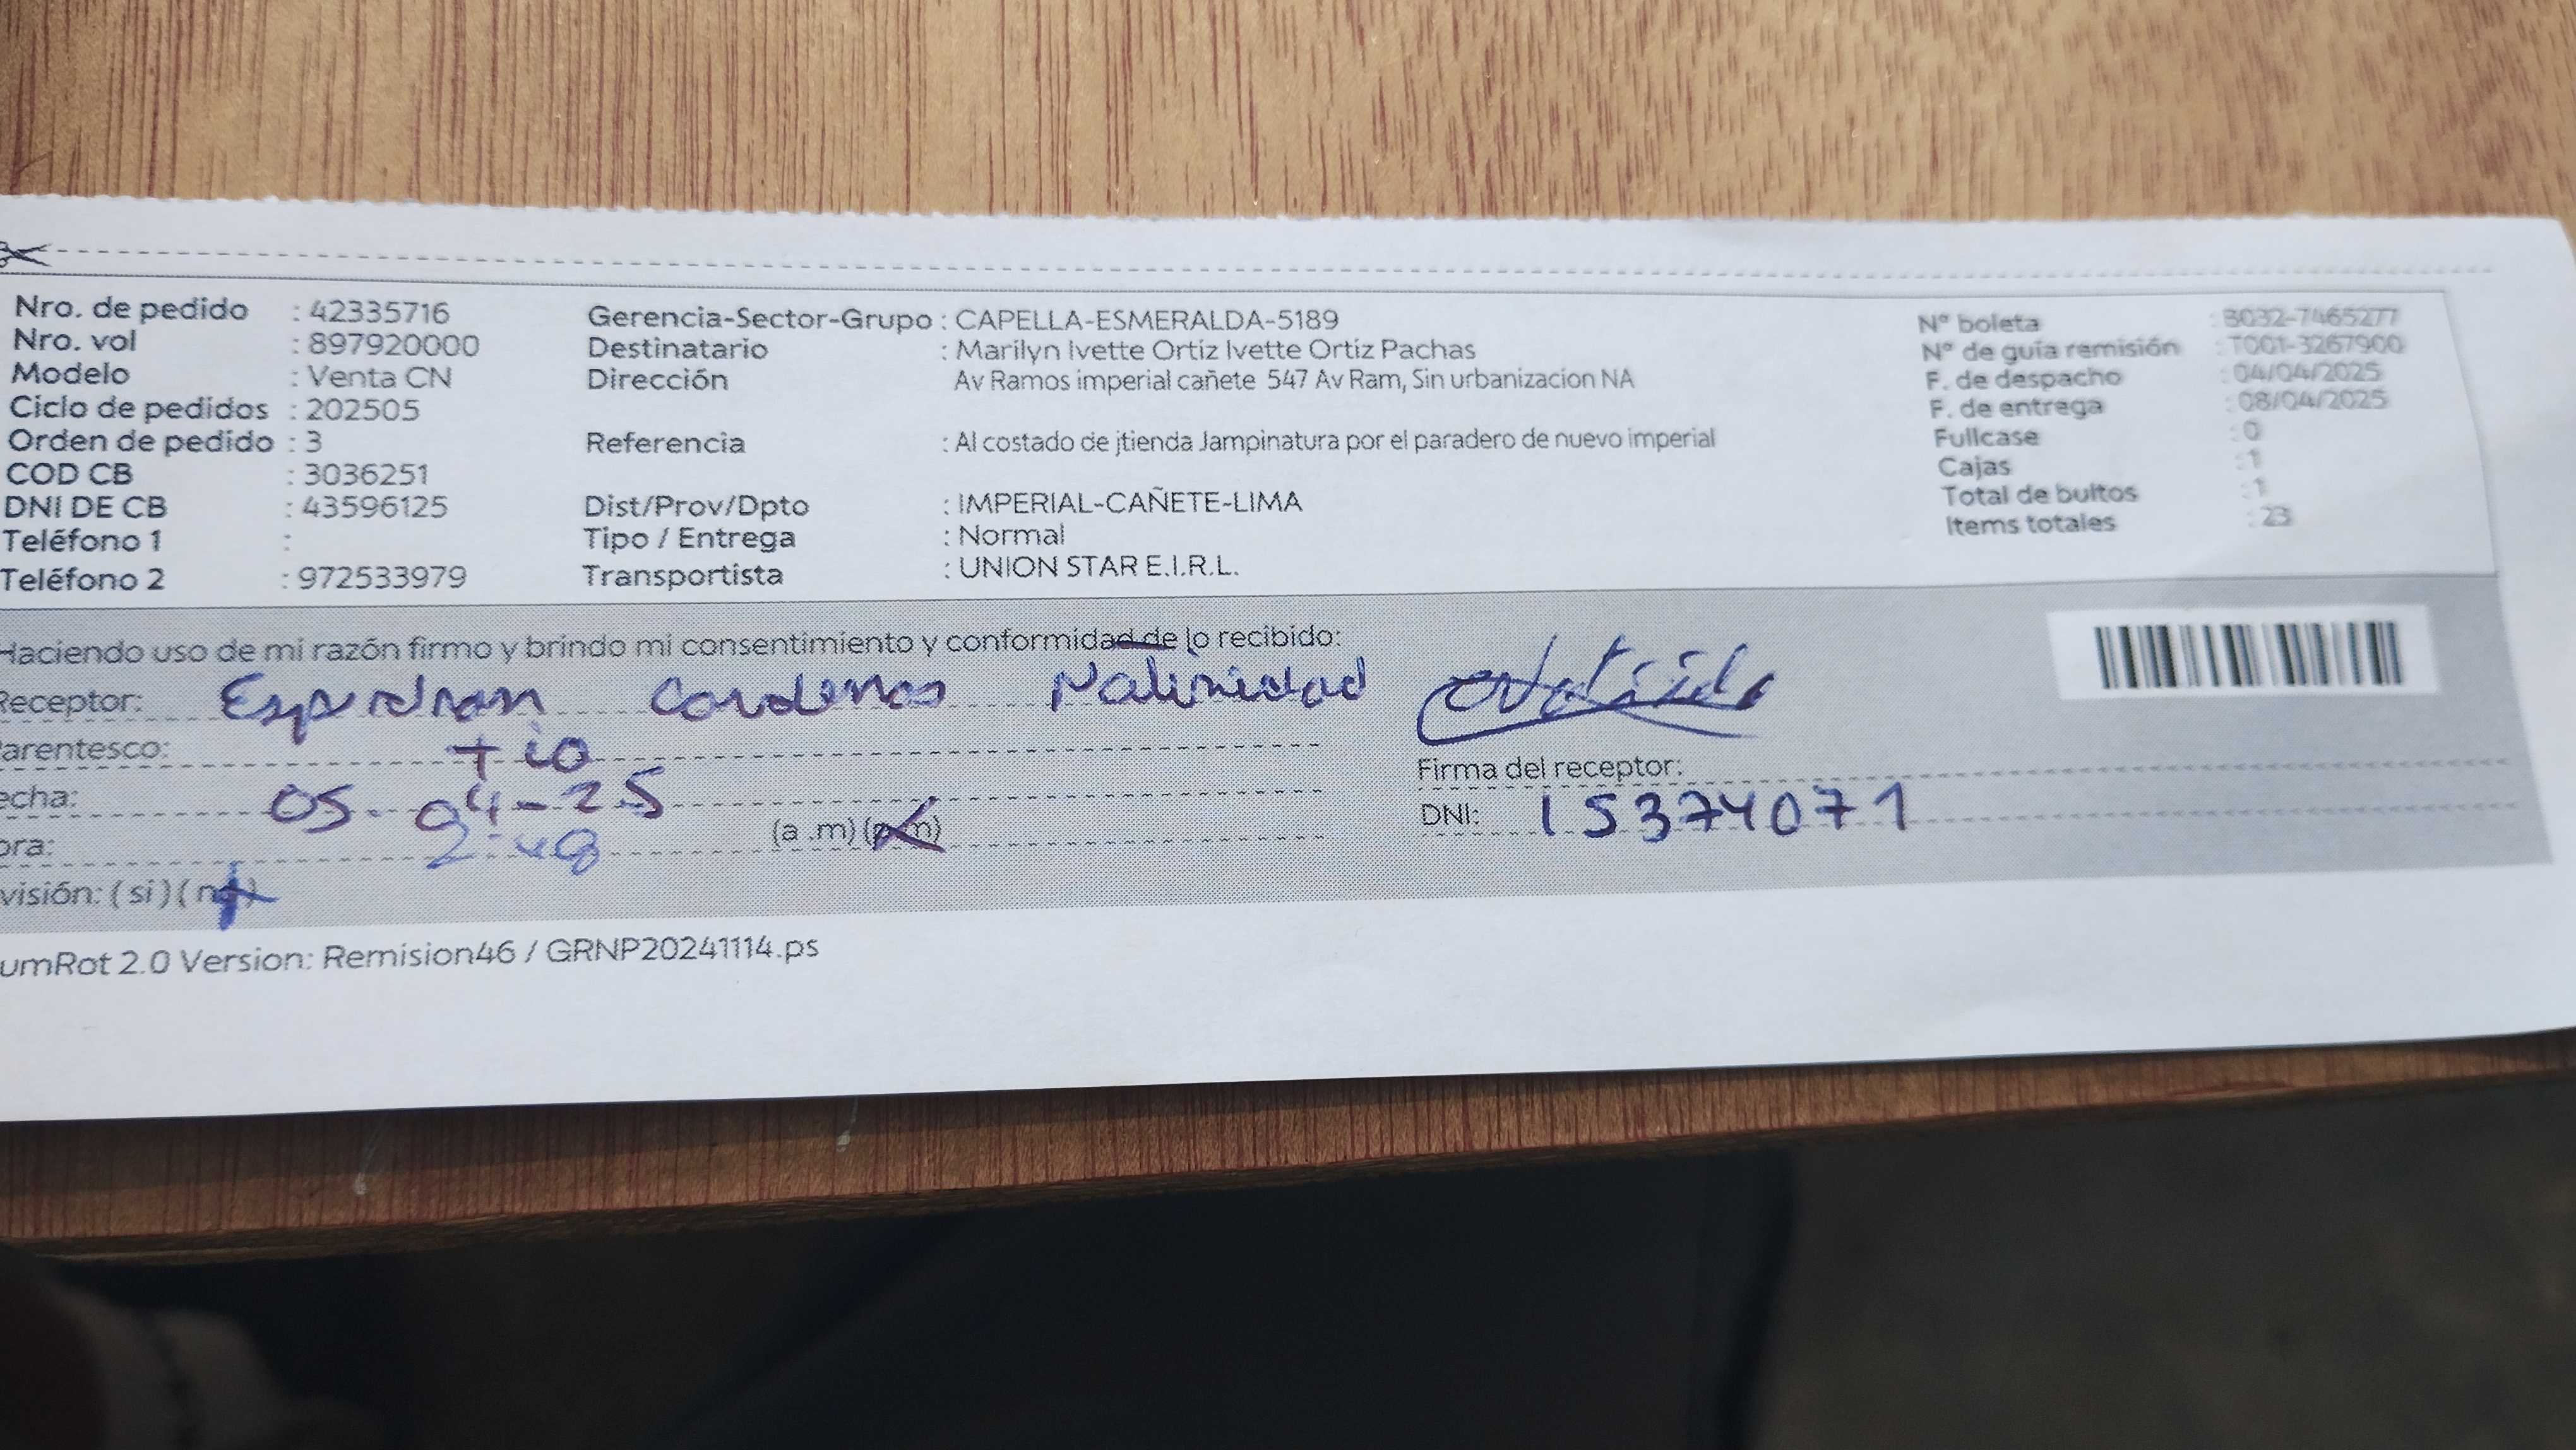 Nro. de pedido : 42335716
Nro. vol : 897920000
Modelo : Venta CN
Ciclo de pedidos : 202505
Orden de pedido : 3
COD CB : 3036251
DNI DE CB : 43596125
Teléfono 1 :
Teléfono 2 : 972533979
Gerencia-Sector-Grupo : CAPELLA-ESMERALDA-5189
Destinatario : Marilyn Ivette Ortiz Ivette Ortiz Pachas
Dirección Av Ramos imperial cañete 547 Av Ram, Sin urbanizacion NA
Referencia : Al costado de jtienda Jampinatura por el paradero de nuevo imperial
Dist/Prov/Dpto : IMPERIAL-CAÑETE-LIMA
Tipo / Entrega : Normal
Transportista : UNION STAR E.I.R.L.
Nº boleta : B032-7465277
Nº de guía remisión : T001-3267900
F. de despacho : 04/04/2025
F. de entrega : 08/04/2025
Fullcase : 0
Cajas : 1
Total de bultos : 1
Items totales : 23
Haciendo uso de mi razón firmo y brindo mi consentimiento y conformidad de lo recibido:
Receptor: Cardenas
arentesco: tio
echa: 05-04-25
ora: 2:48 (a .m) (p.m)
visión: ( si ) ( no )
Firma del receptor:
DNI: 15374071
umRot 2.0 Version: Remision46 / GRNP20241114.ps